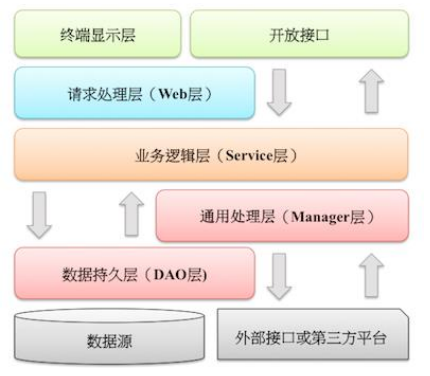 终端显示层
开放接口
请求处理层（Web层）
业务逻辑层（Service层）
通用处理层（Manager层）
数据持久层（DAO层)
数据源
外部接口或第三方平台